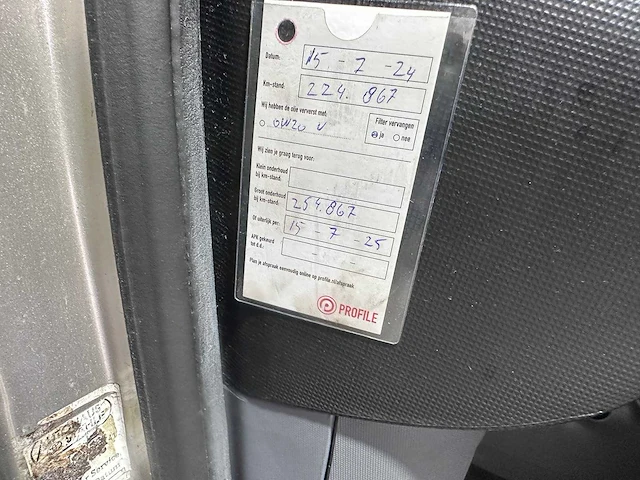 Datum: 15 - 7 - 24
Km-stand: 224.867
Wij hebben de olie ververst met:
0W20 V
Filter vervangen
ja nee
Wij zien je graag terug voor:
Klein onderhoud
bij km-stand:
Groot onderhoud
bij km-stand: 254.867
Of uiterlijk per: 15 - 7 - 25
APK gekeurd
tot d.d.: - -
Plan je afspraak eenvoudig online op profile.nl/afspraak
PROFILE
Service